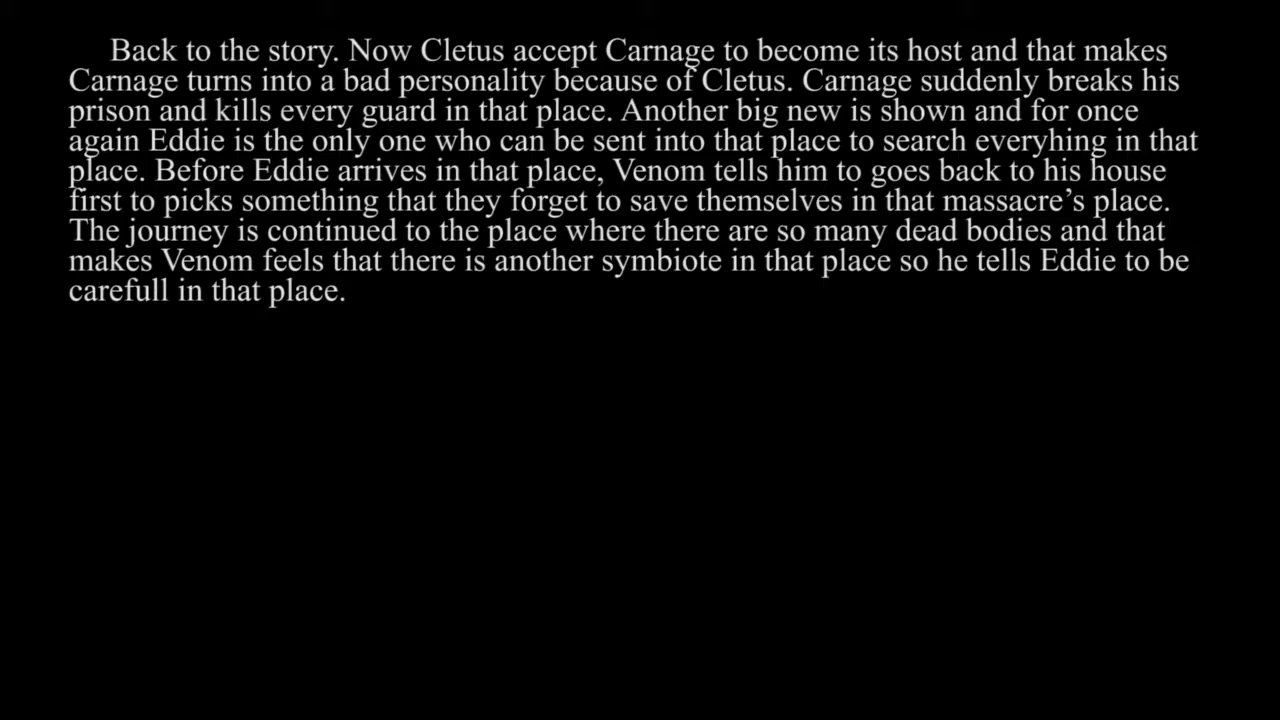 Back to the story. Now Cletus accept Carnage to become its host and that makes
Carnage turns into a bad personality because of Cletus. Carnage suddenly breaks his
prison and kills every guard in that place. Another big new is shown and for once
again Eddie is the only one who can be sent into that place to search everyhing in that
place. Before Eddie arrives in that place, Venom tells him to goes back to his house
first to picks something that they forget to save themselves in that massacre’s place.
The journey is continued to the place where there are so many dead bodies and that
makes Venom feels that there is another symbiote in that place so he tells Eddie to be
carefull in that place.